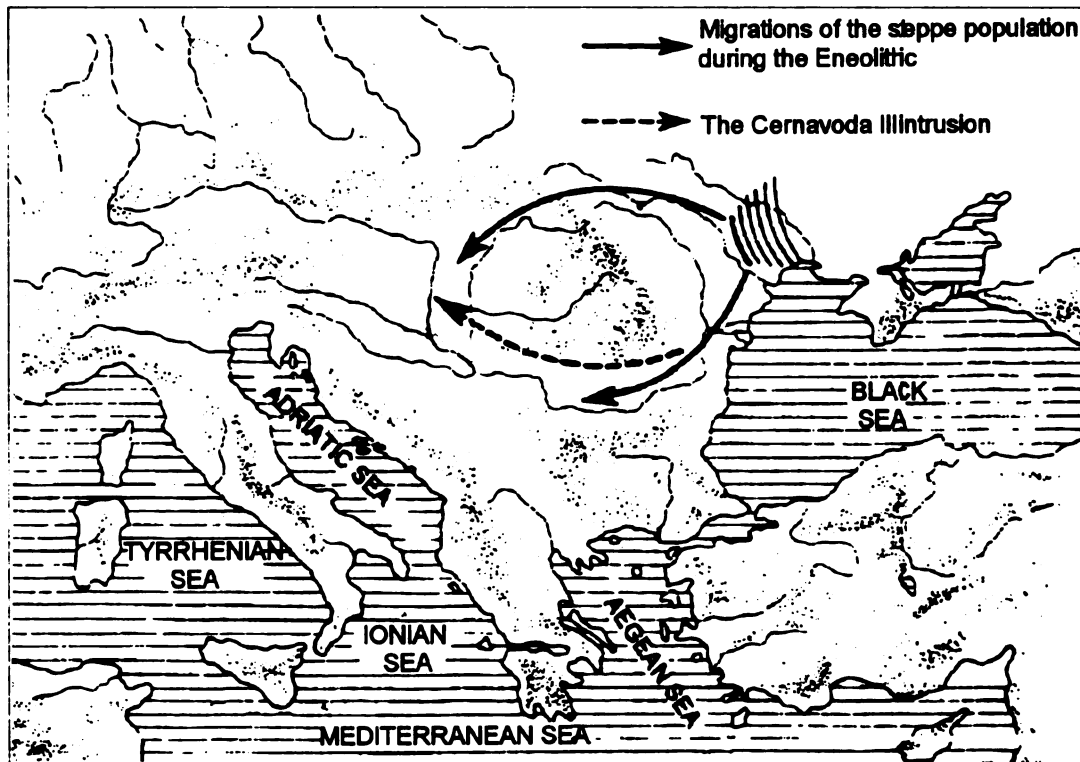 Migrations of the steppe population
during the Eneolithic
The Cernavoda IIIintrusion
BLACK
SEA
ADRIATIC SEA
TYRRHENIAN
SEA
IONIAN
SEA
AEGEAN SEA
MEDITERRANEAN SEA